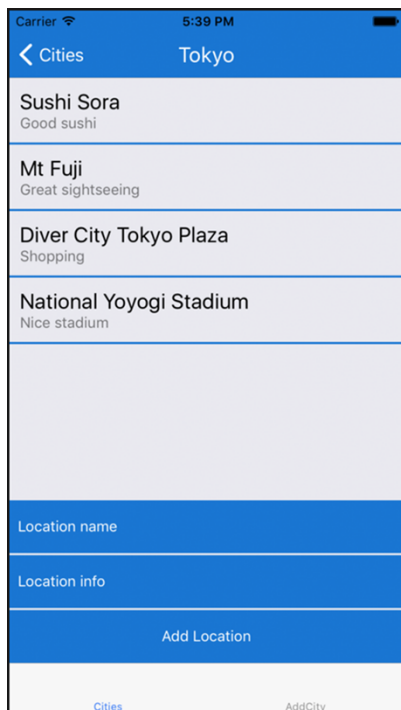 Carrier 5:39 PM
Cities Tokyo
Sushi Sora
Good sushi
Mt Fuji
Great sightseeing
Diver City Tokyo Plaza
Shopping
National Yoyogi Stadium
Nice stadium
Location name
Location info
Add Location
Cities AddCity